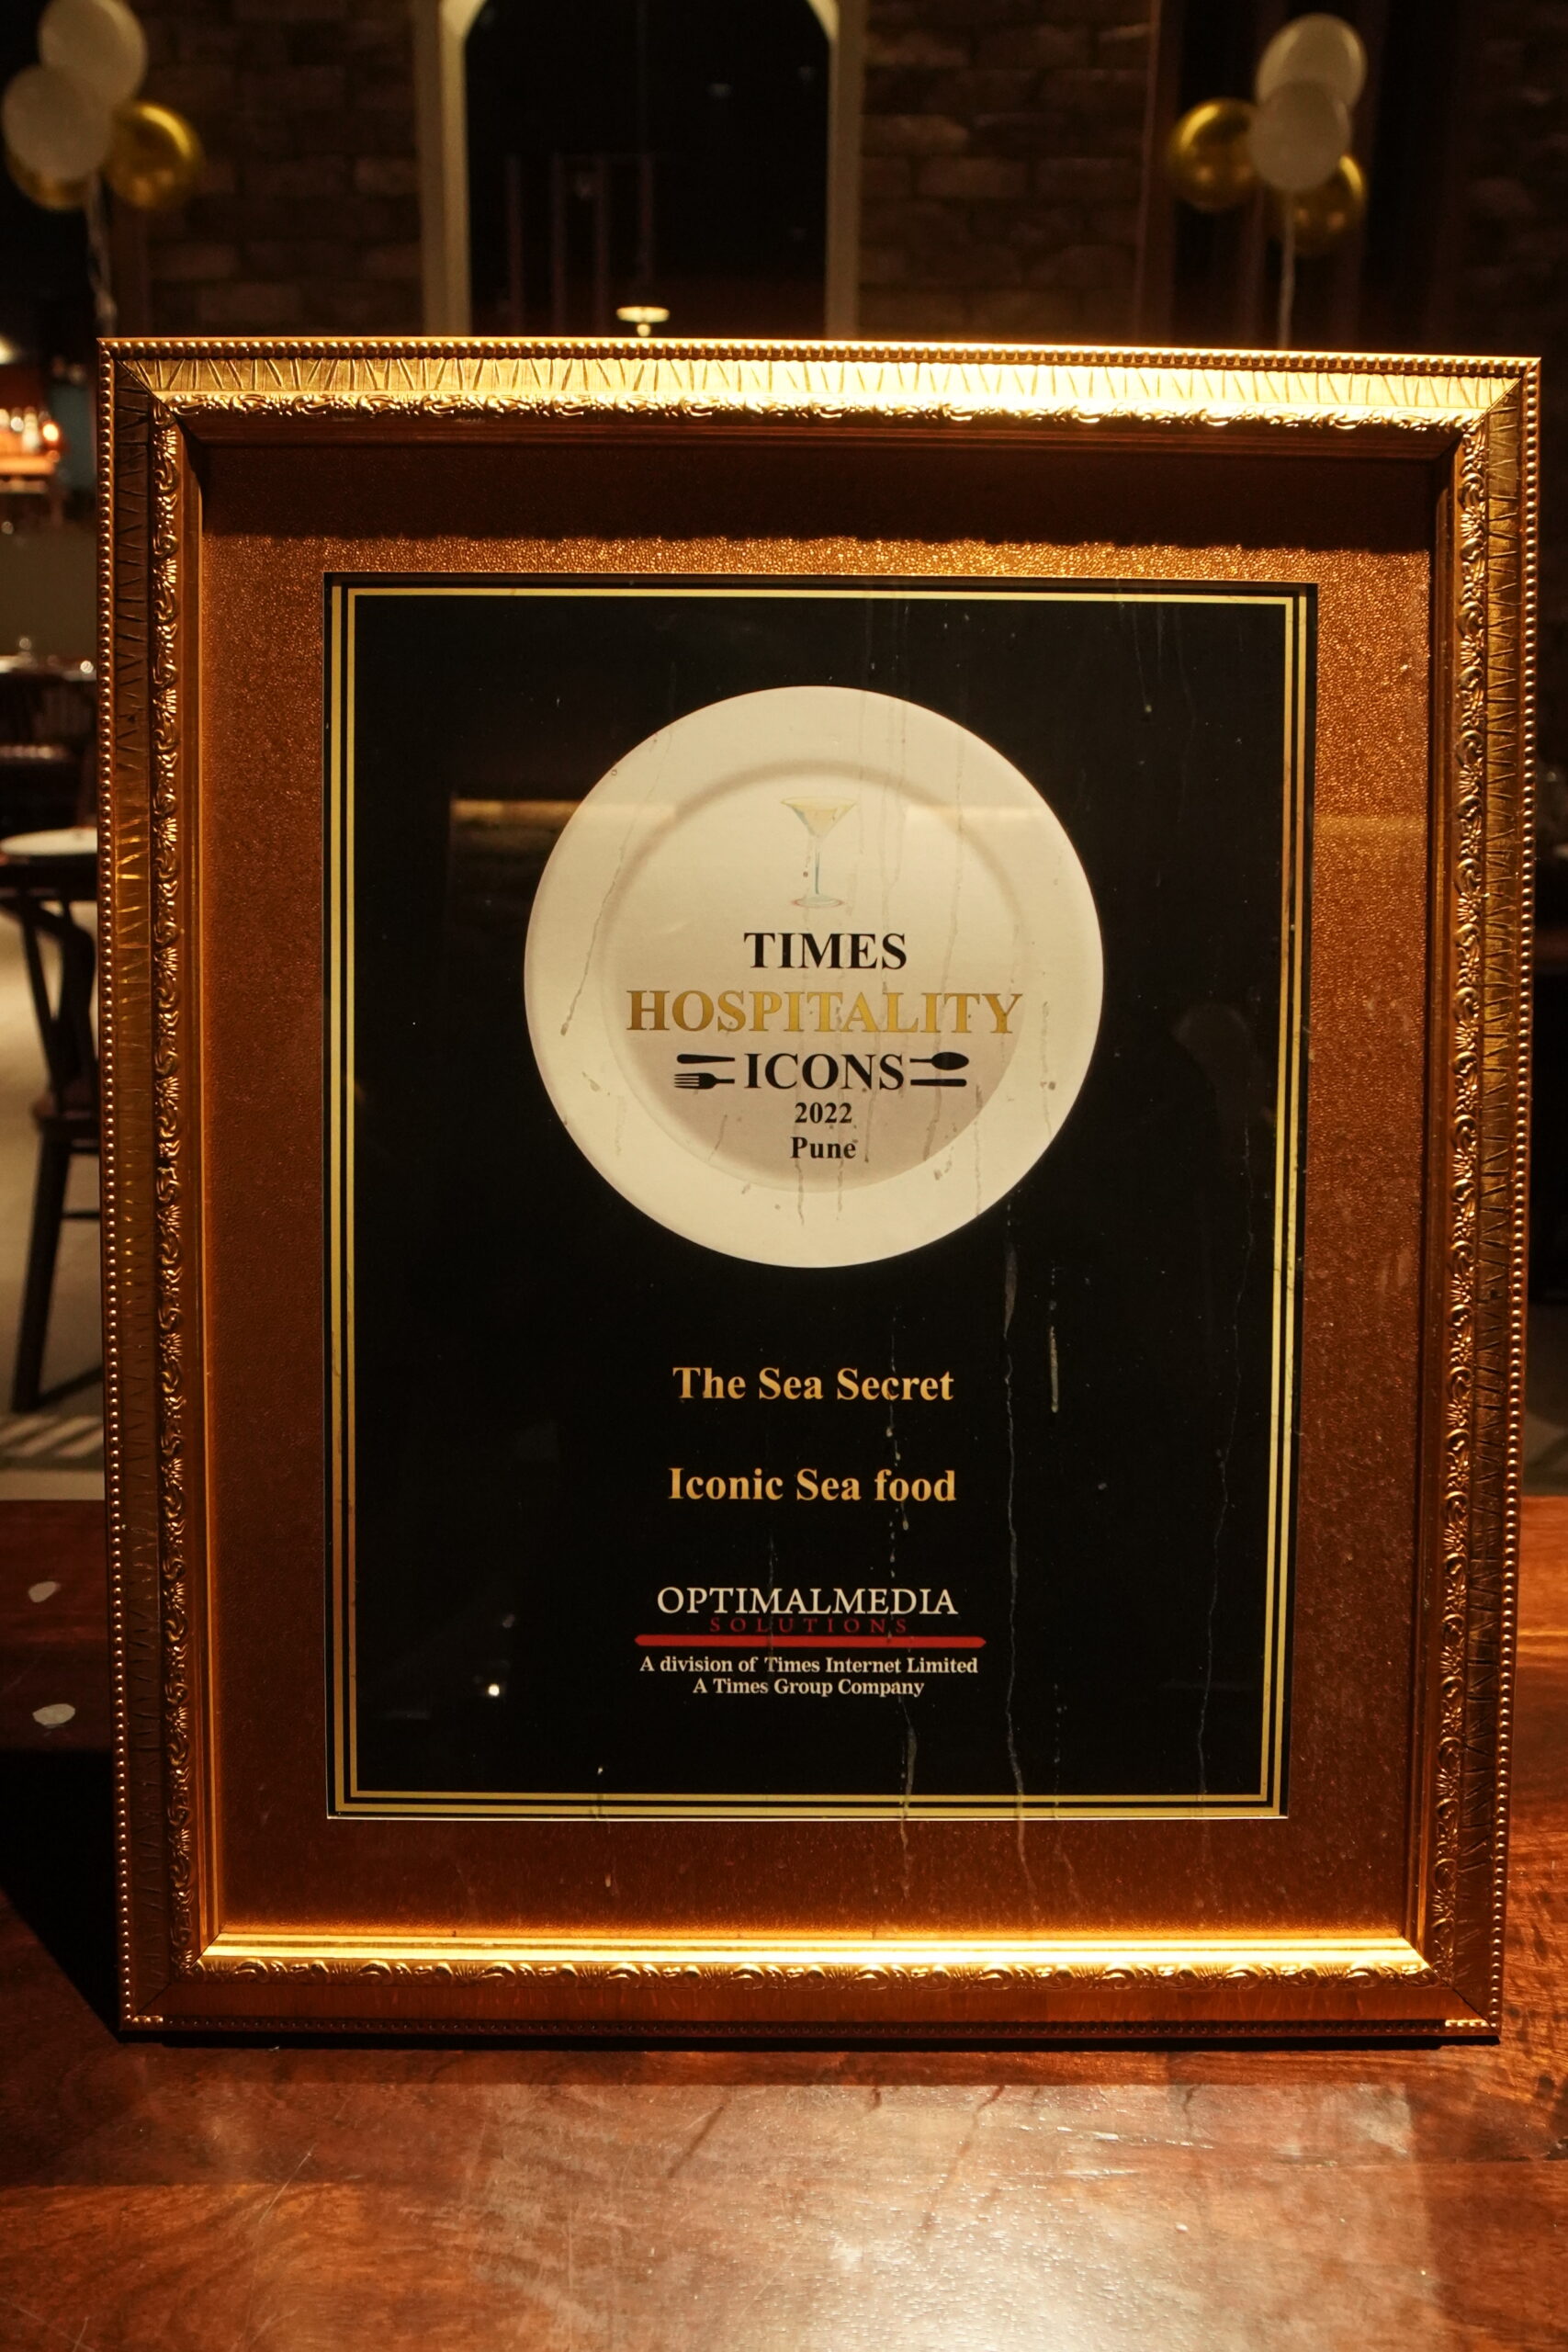 TIMES
HOSPITALITY
ICONS
2022
Pune
The Sea Secret
Iconic Sea food
OPTIMALMEDIA
SOLUTIONS
A division of Times Internet Limited
A Times Group Company